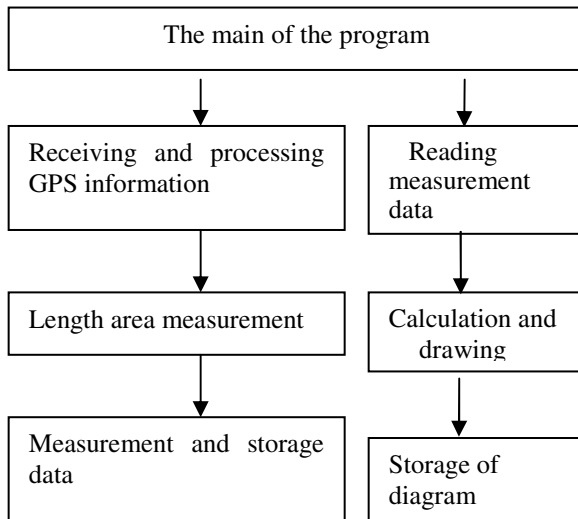 The main of the program
Receiving and processing
GPS information
Reading
measurement
data
Length area measurement
Calculation and
drawing
Measurement and storage
data
Storage of
diagram